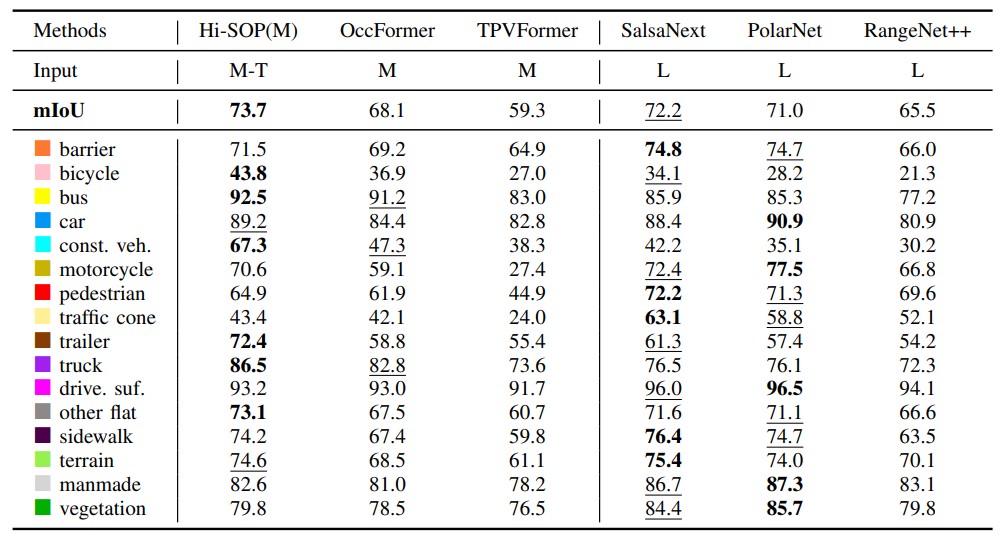 Methods Hi-SOP(M) OccFormer TPVFormer SalsaNext PolarNet RangeNet++
Input M-T M M L L L
mIoU 73.7 68.1 59.3 72.2 71.0 65.5
barrier 71.5 69.2 64.9 74.8 74.7 66.0
bicycle 43.8 36.9 27.0 34.1 28.2 21.3
bus 92.5 91.2 83.0 85.9 85.3 77.2
car 89.2 84.4 82.8 88.4 90.9 80.9
const. veh. 67.3 47.3 38.3 42.2 35.1 30.2
motorcycle 70.6 59.1 27.4 72.4 77.5 66.8
pedestrian 64.9 61.9 44.9 72.2 71.3 69.6
traffic cone 43.4 42.1 24.0 63.1 58.8 52.1
trailer 72.4 58.8 55.4 61.3 57.4 54.2
truck 86.5 82.8 73.6 76.5 76.1 72.3
drive. suf. 93.2 93.0 91.7 96.0 96.5 94.1
other flat 73.1 67.5 60.7 71.6 71.1 66.6
sidewalk 74.2 67.4 59.8 76.4 74.7 63.5
terrain 74.6 68.5 61.1 75.4 74.0 70.1
manmade 82.6 81.0 78.2 86.7 87.3 83.1
vegetation 79.8 78.5 76.5 84.4 85.7 79.8